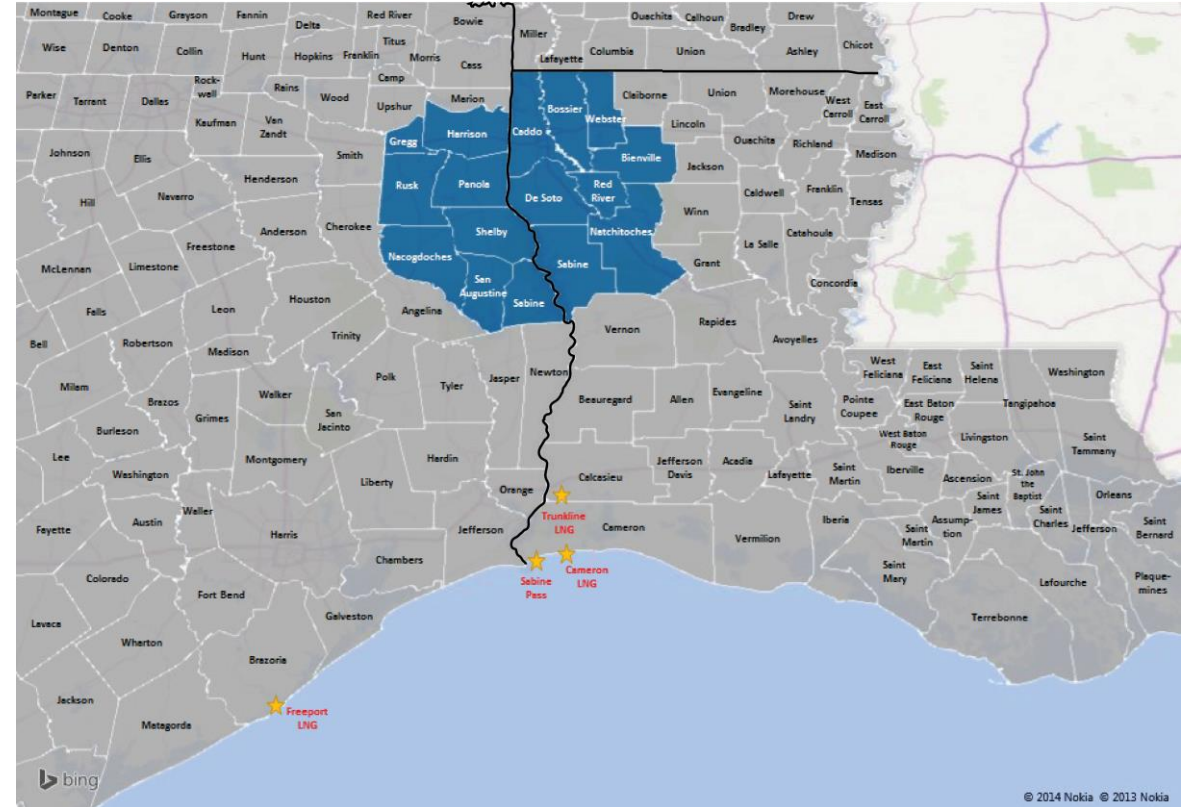 Montague
Cooke
Grayson
Fannin
Delta
Red River
Bowie
Miller
Ouachita
Calhoun
Bradley
Drew
Wise
Denton
Collin
Hunt
Hopkins
Franklin
Titus
Morris
Cass
Lafayette
Columbia
Union
Ashley
Chicot
Parker
Tarrant
Dallas
Rock-
wall
Rains
Wood
Camp
Upshur
Marion
Caddo
Bossier
Webster
Claiborne
Union
Morehouse
West
Carroll
East
Carroll
Kaufman
Van
Zandt
Smith
Gregg
Harrison
Lincoln
Ouachita
Richland
Madison
Johnson
Ellis
Henderson
Rusk
Panola
De Soto
Red
River
Bienville
Jackson
Caldwell
Franklin
Tensas
Hill
Navarro
Anderson
Cherokee
Shelby
Natchitoches
Winn
La Salle
Catahoula
McLennan
Limestone
Freestone
Nacogdoches
San
Augustine
Sabine
Sabine
Grant
Concordia
Falls
Leon
Houston
Angelina
Trinity
Vernon
Rapides
Avoyelles
Bell
Robertson
Madison
Polk
Tyler
Jasper
Newton
West
Feliciana
East
Feliciana
Saint
Helena
Washington
Milam
Brazos
Grimes
Walker
San
Jacinto
Beauregard
Allen
Evangeline
Saint
Landry
Pointe
Coupee
East Baton
Rouge
Tangipahoa
Burleson
West Baton
Rouge
Livingston
Saint
Tammany
Lee
Washington
Montgomery
Liberty
Hardin
Orange
Calcasieu
Jefferson
Davis
Acadia
Lafayette
Saint
Martin
Iberville
Ascension
St. John
the
Baptist
Orleans
Fayette
Austin
Waller
Harris
Chambers
Jefferson
Trunkline
LNG
Cameron
Vermilion
Iberia
Saint
Martin
Assump-
tion
Saint
James
Saint
Charles
Jefferson
Saint
Bernard
Colorado
Fort Bend
Galveston
Sabine
Pass
Cameron
LNG
Saint
Mary
Lafourche
Plaque-
mines
Terrebonne
Lavaca
Wharton
Brazoria
Jackson
Matagorda
Freeport
LNG
bing
© 2014 Nokia © 2013 Nokia